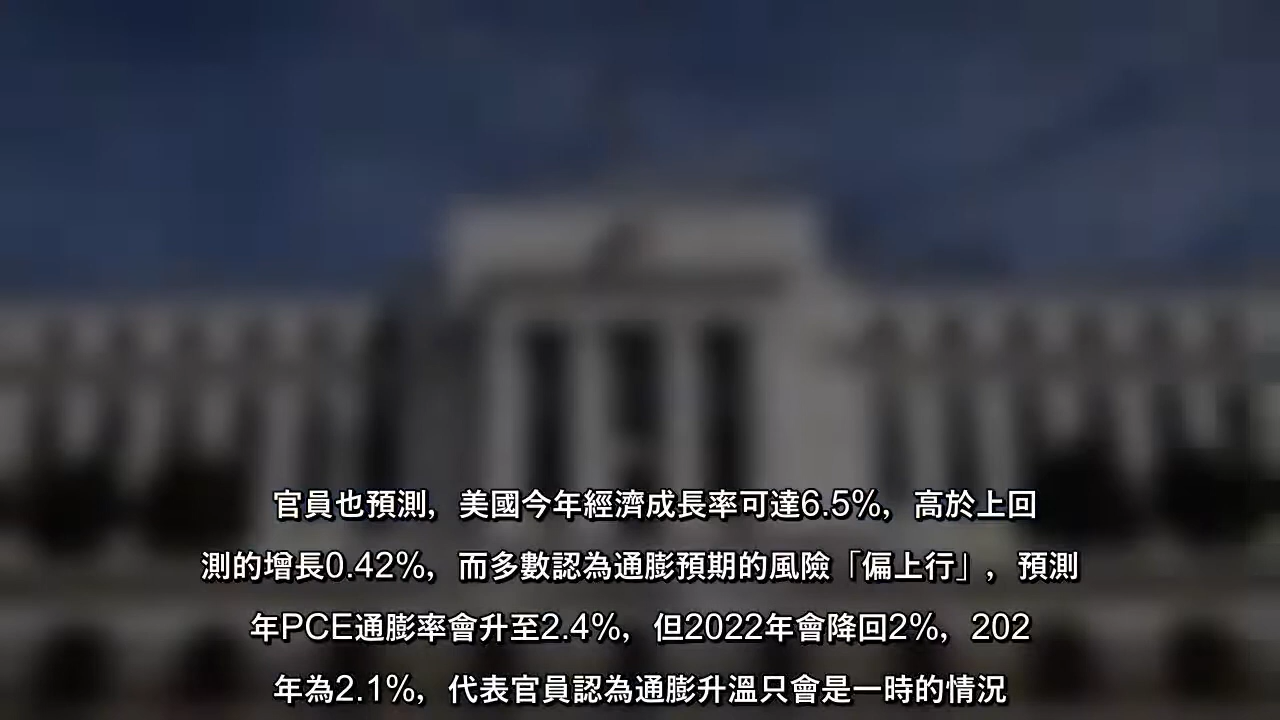 官員也預測，美國今年經濟成長率可達6.5%，高於上回
測的增長0.42%，而多數認為通膨預期的風險「偏上行」，預測
年PCE通膨率會升至2.4%，但2022年會降回2%，202
年為2.1%，代表官員認為通膨升溫只會是一時的情況